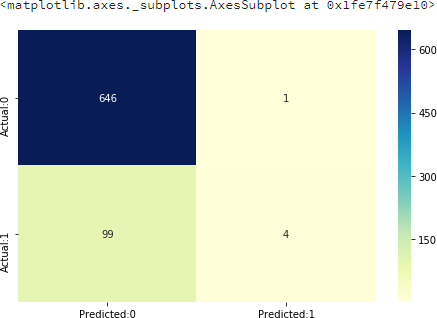 <matplotlib.axes._subplots.AxesSubplot at 0x1fe7f479e10>
Actual:0
646
1
Actual:1
99
4
Predicted:0
Predicted:1
600
450
300
150